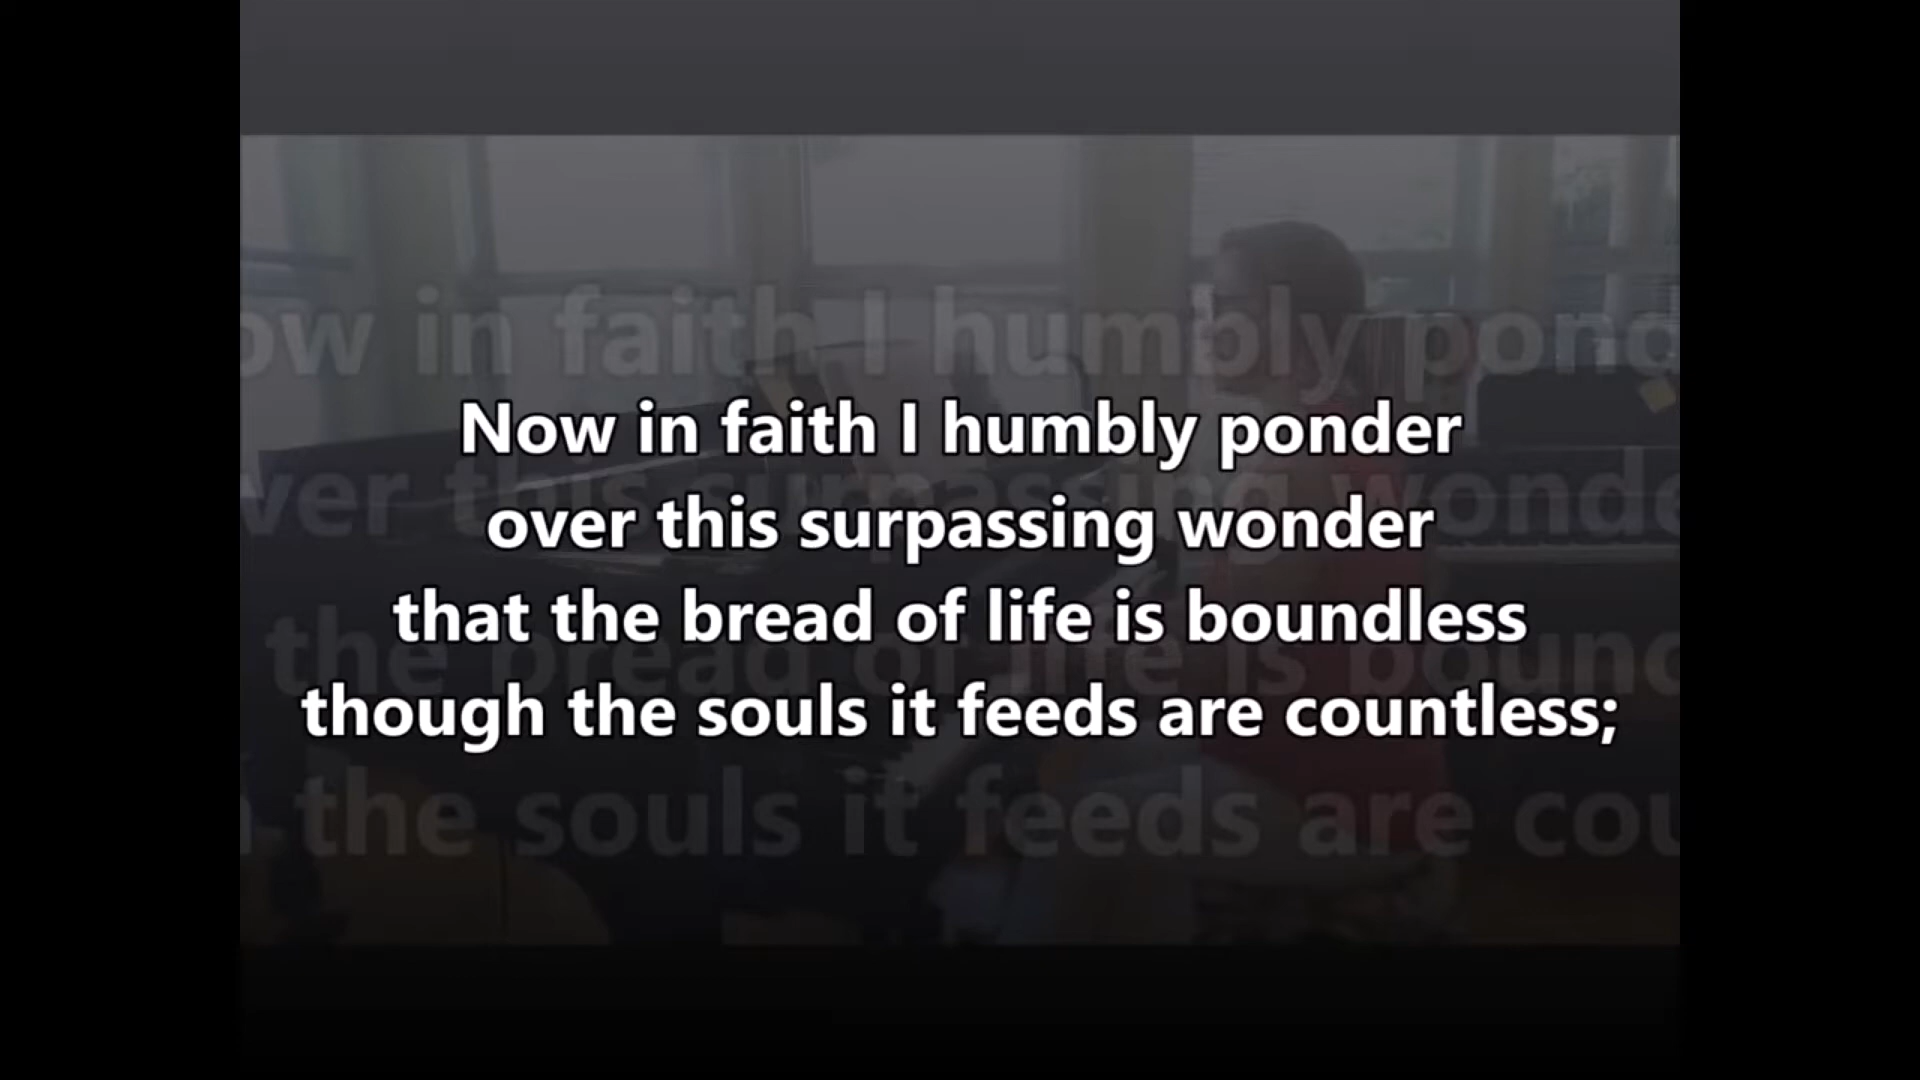 Now in faith I humbly ponder
over this surpassing wonder
that the bread of life is boundless
though the souls it feeds are countless;